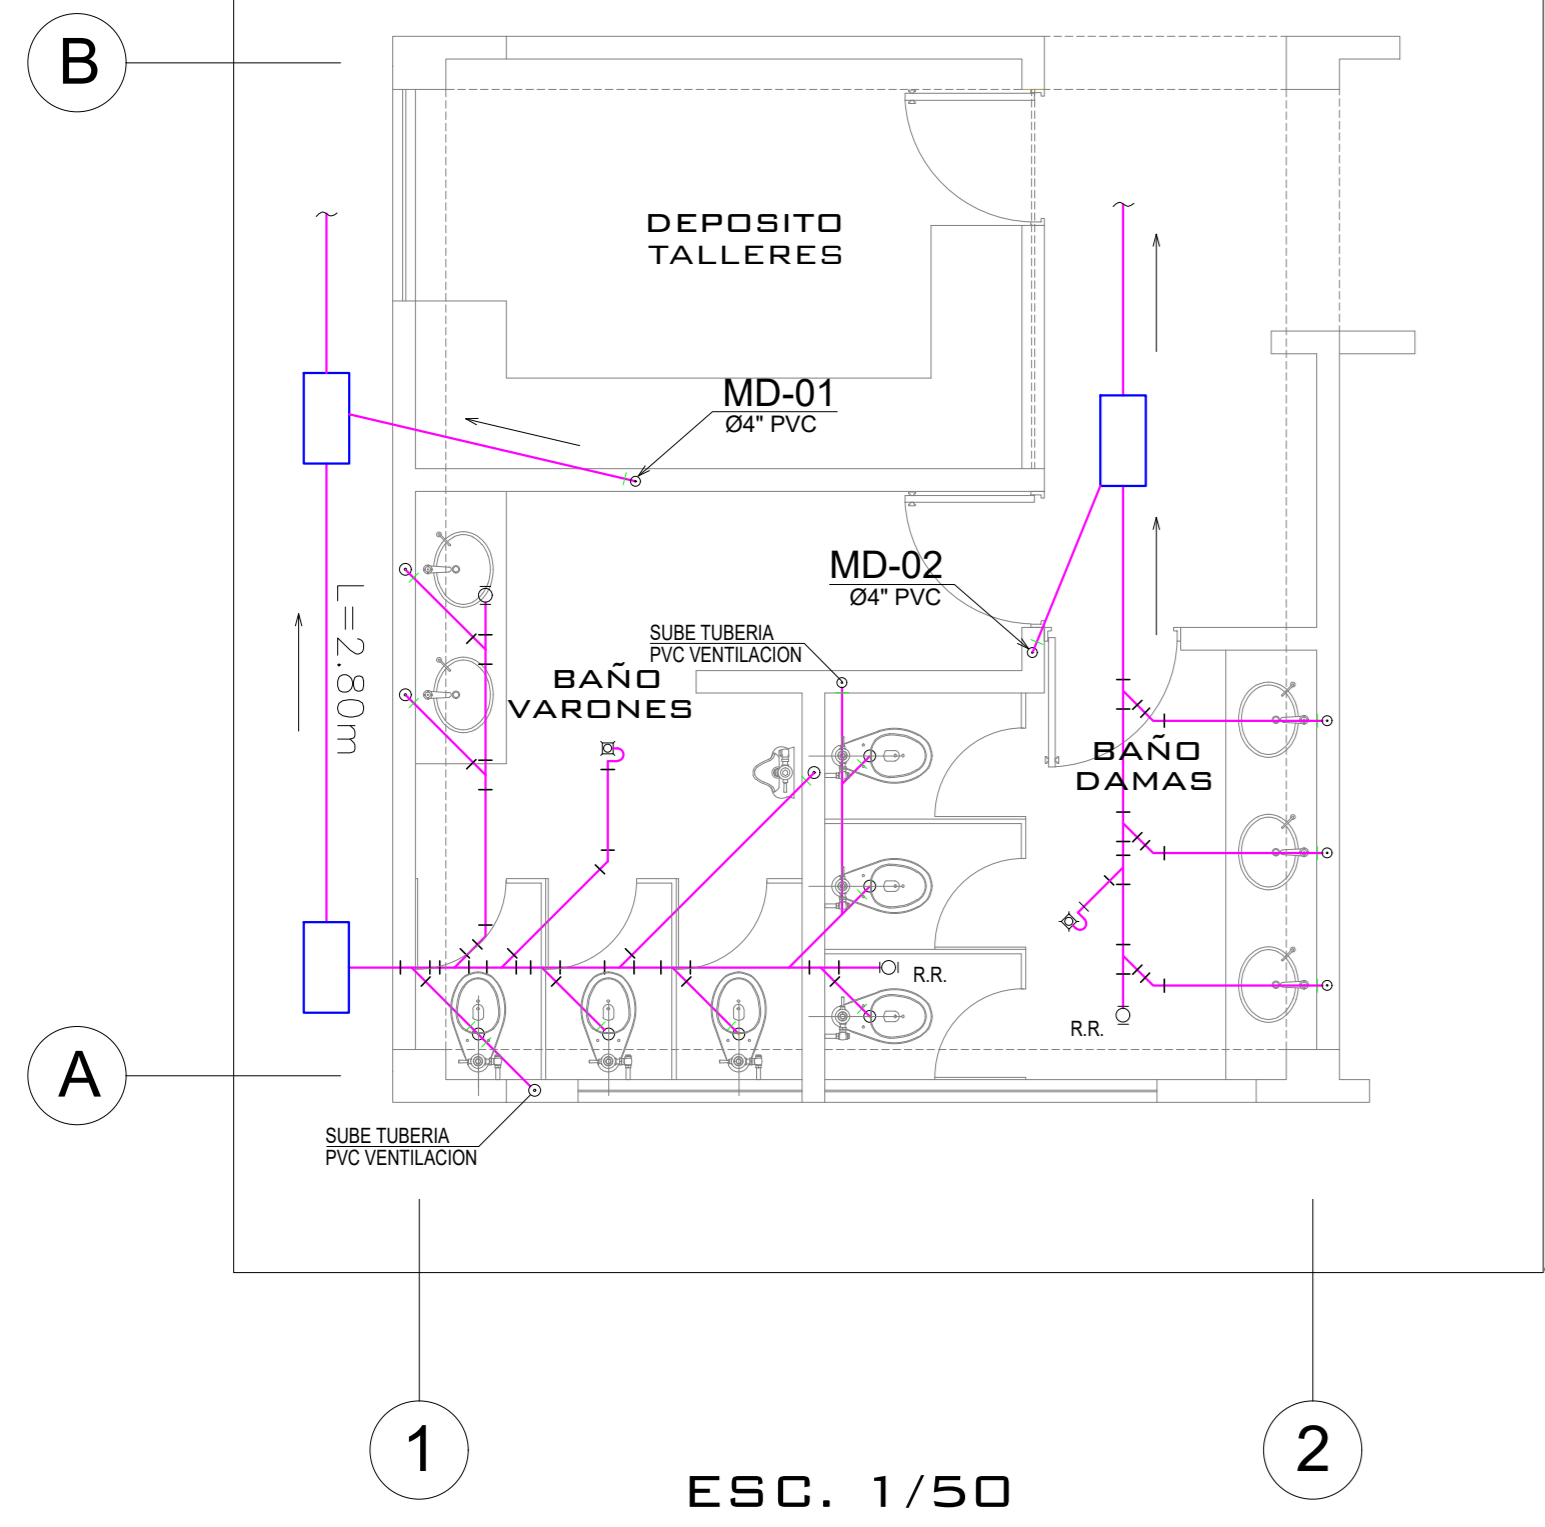 B
DEPOSITO
TALLERES
MD-01
Ø4" PVC
MD-02
Ø4" PVC
L=2.80m
SUBE TUBERIA
PVC VENTILACION
BAÑO
VARONES
BAÑO
DAMAS
R.R.
R.R.
A
SUBE TUBERIA
PVC VENTILACION
1
2
ESC. 1/50